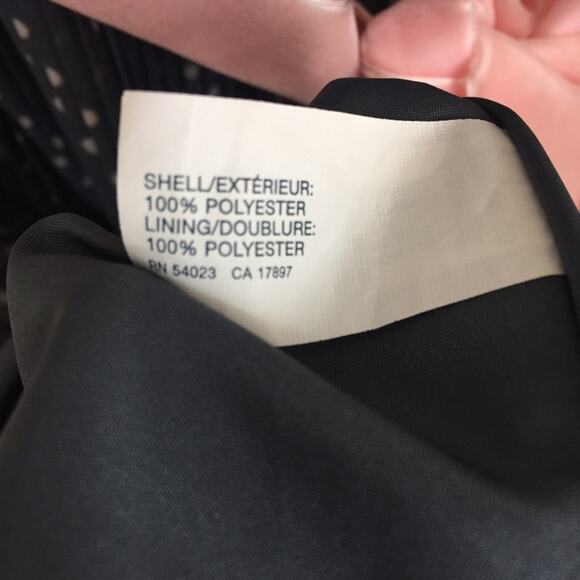 SHELL/EXTÉRIEUR:
100% POLYESTER
LINING/DOUBLURE:
100% POLYESTER
RN 54023 CA 17897